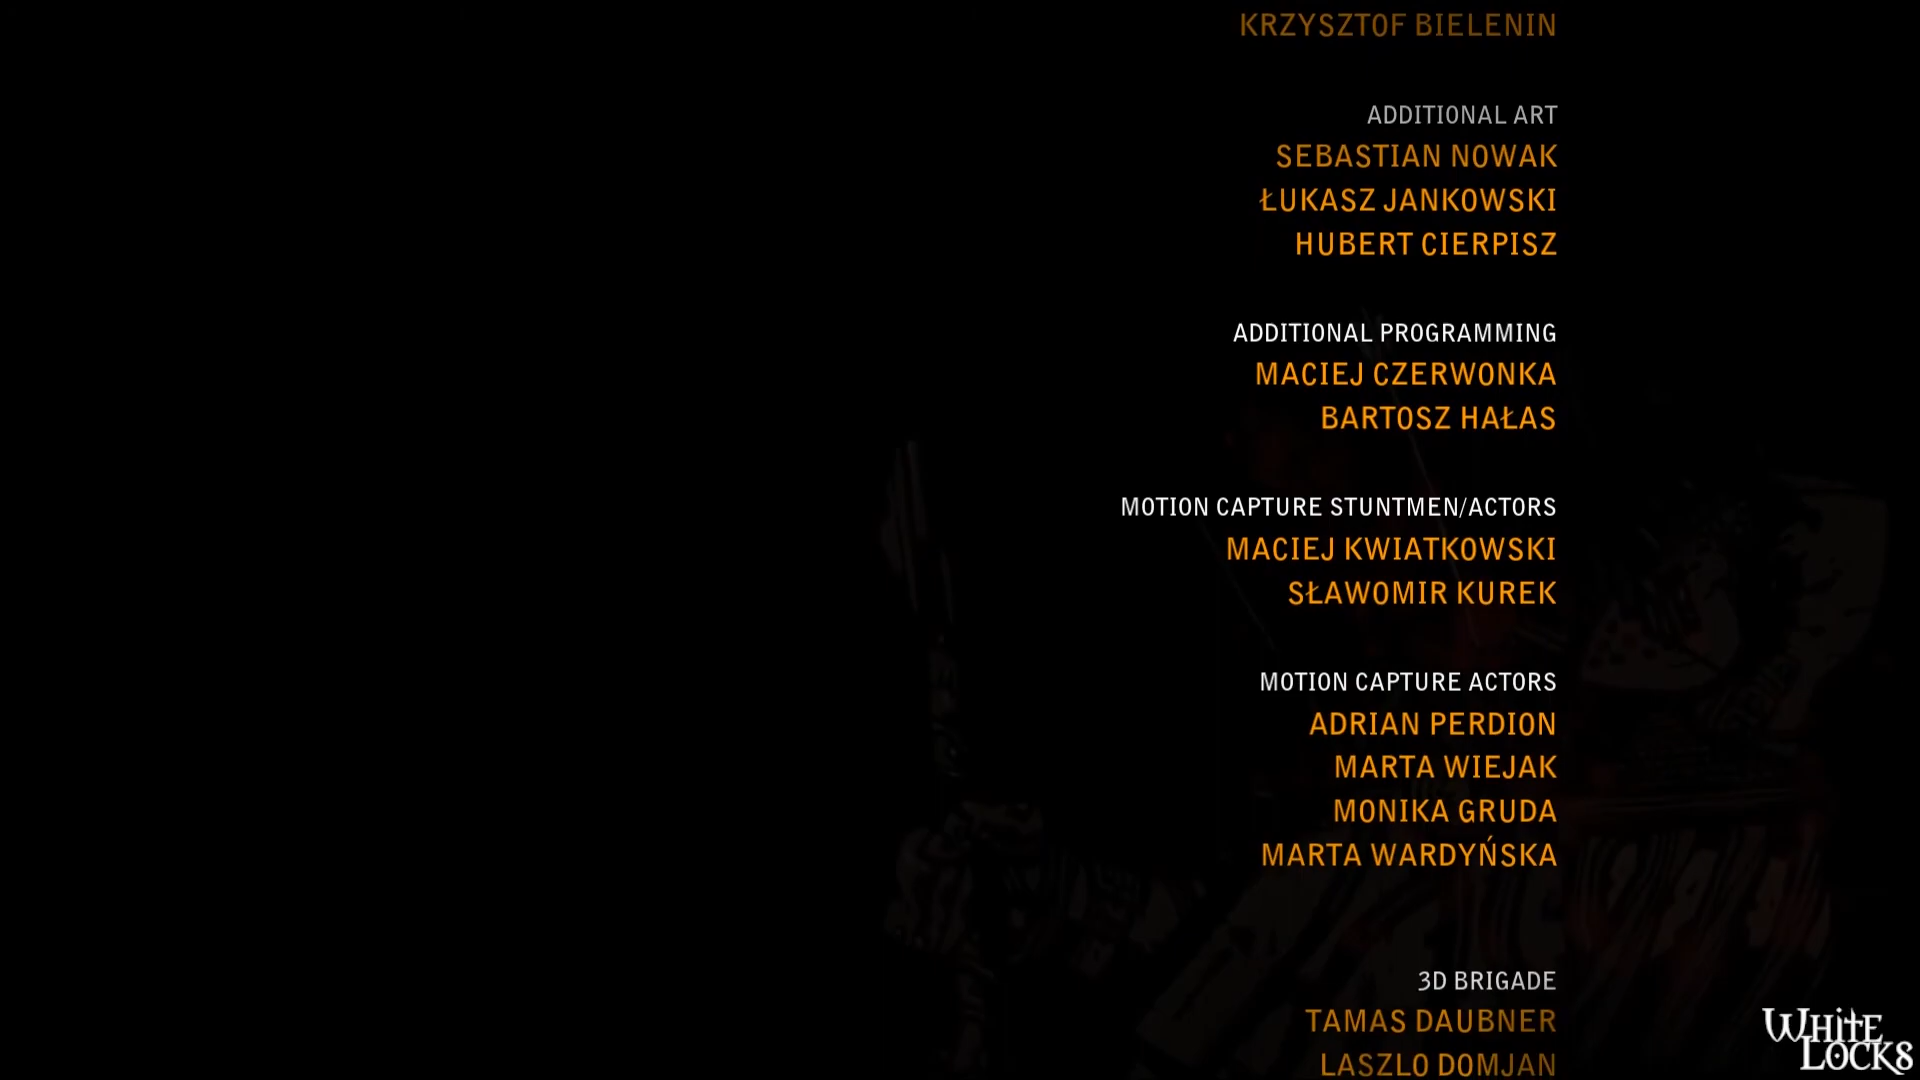 KRZYSZTOF BIELENIN
ADDITIONAL ART
SEBASTIAN NOWAK
ŁUKASZ JANKOWSKI
HUBERT CIERPISZ
ADDITIONAL PROGRAMMING
MACIEJ CZERWONKA
BARTOSZ HAŁAS
MOTION CAPTURE STUNTMEN/ACTORS
MACIEJ KWIATKOWSKI
SŁAWOMIR KUREK
MOTION CAPTURE ACTORS
ADRIAN PERDION
MARTA WIEJAK
MONIKA GRUDA
MARTA WARDYŃSKA
3D BRIGADE
TAMAS DAUBNER
LASZLO DOMJAN
WHITE
LOCKS